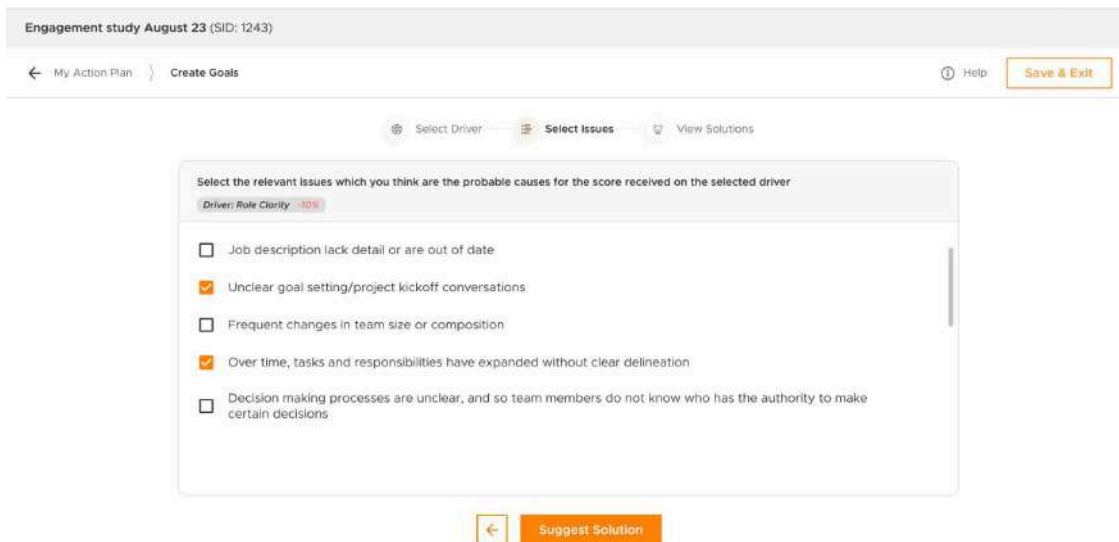 Engagement study August 23 (SID: 1243)
My Action Plan
Create Goals
Help
Save & Exit
Select Driver
Select Issues
View Solutions
Select the relevant issues which you think are the probable causes for the score received on the selected driver
Driver: Role Clarity -10%
Job description lack detail or are out of date
Unclear goal setting/project kickoff conversations
Frequent changes in team size or composition
Over time, tasks and responsibilities have expanded without clear delineation
Decision making processes are unclear, and so team members do not know who has the authority to make
certain decisions
Suggest Solution